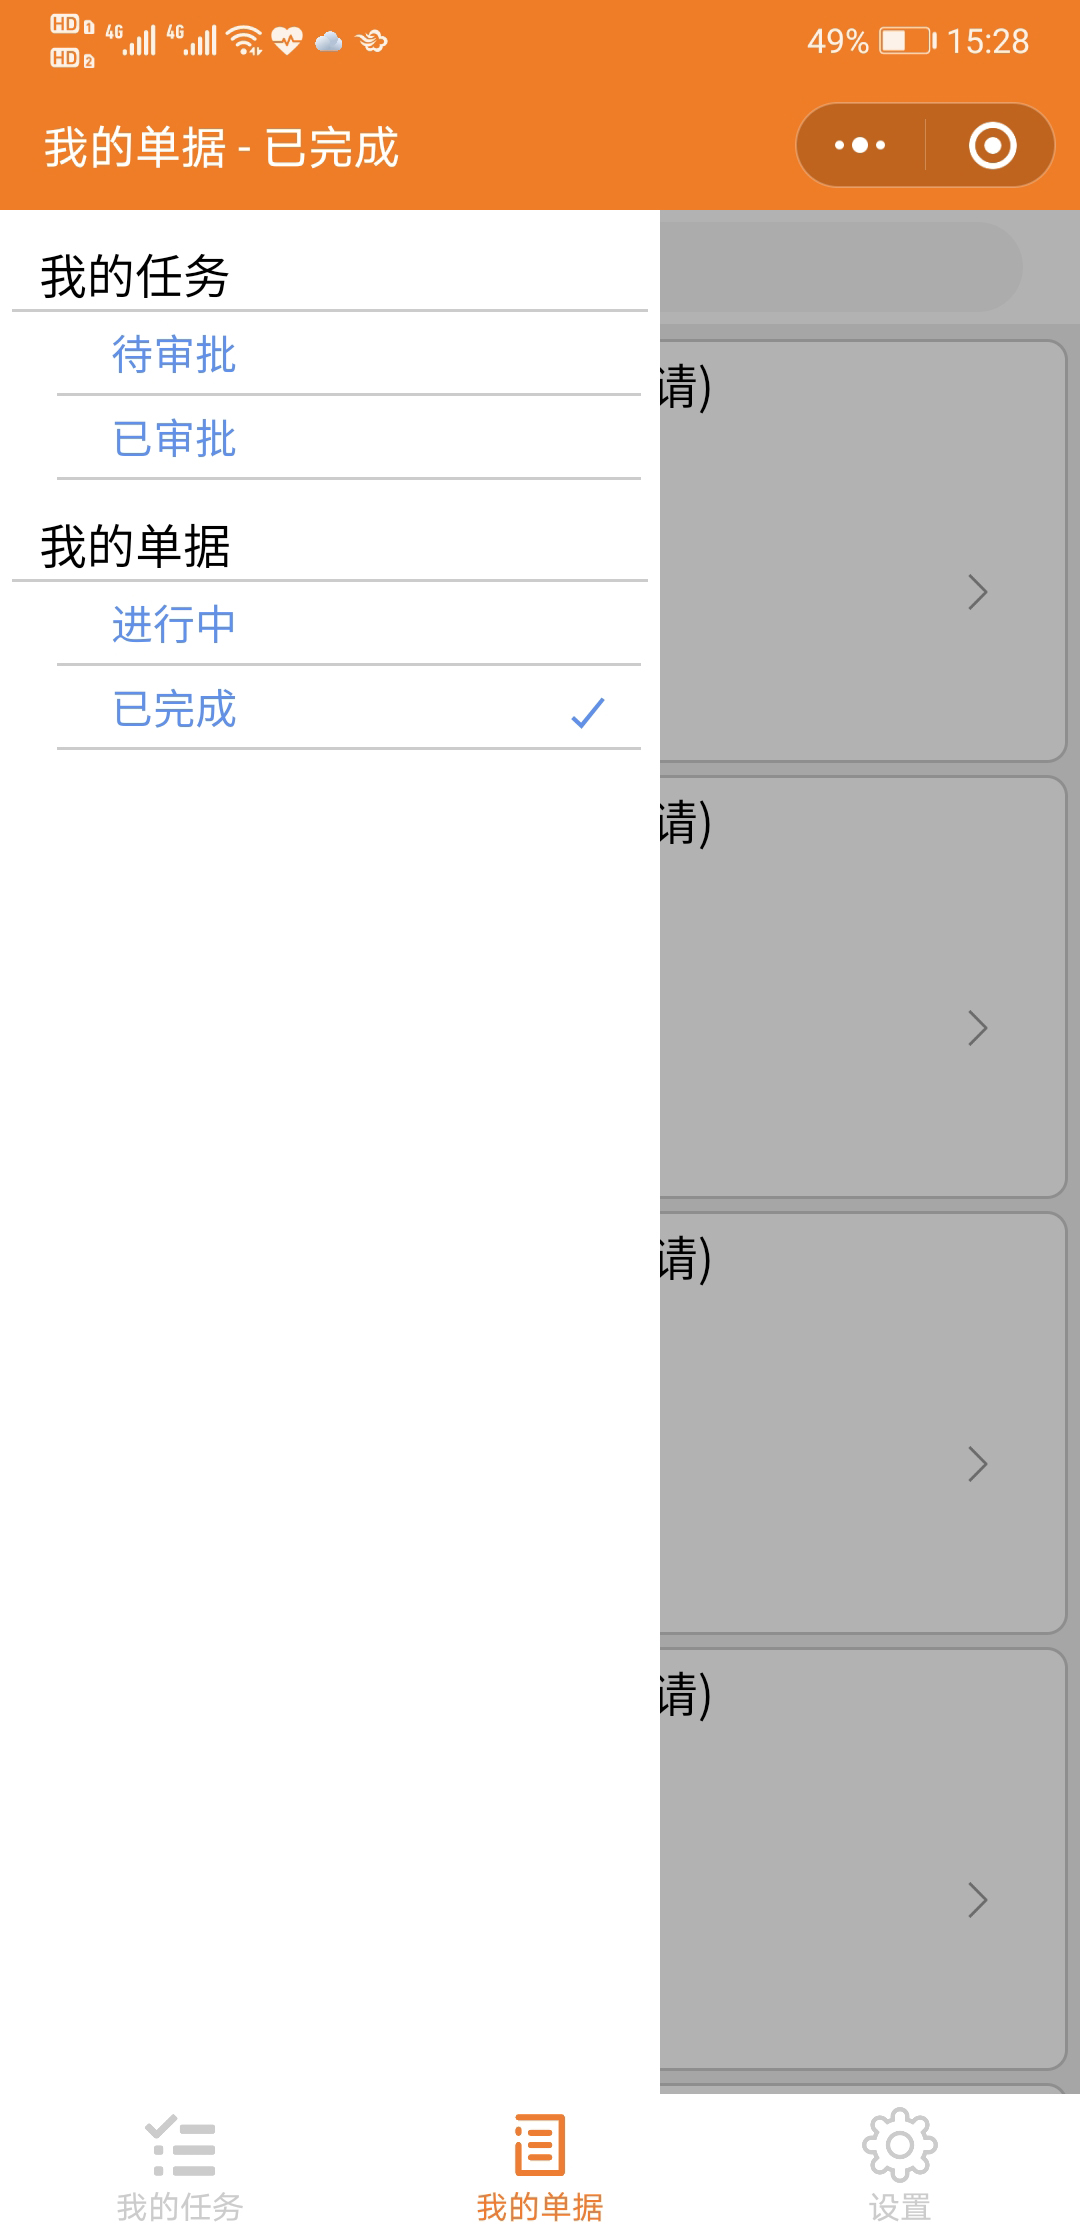 HD 1 4G 4G 49% 15:28
HD 2
我的单据 - 已完成
我的任务
待审批
请)
已审批
我的单据
进行中
已完成
请)
请)
请)
我的任务 我的单据 设置